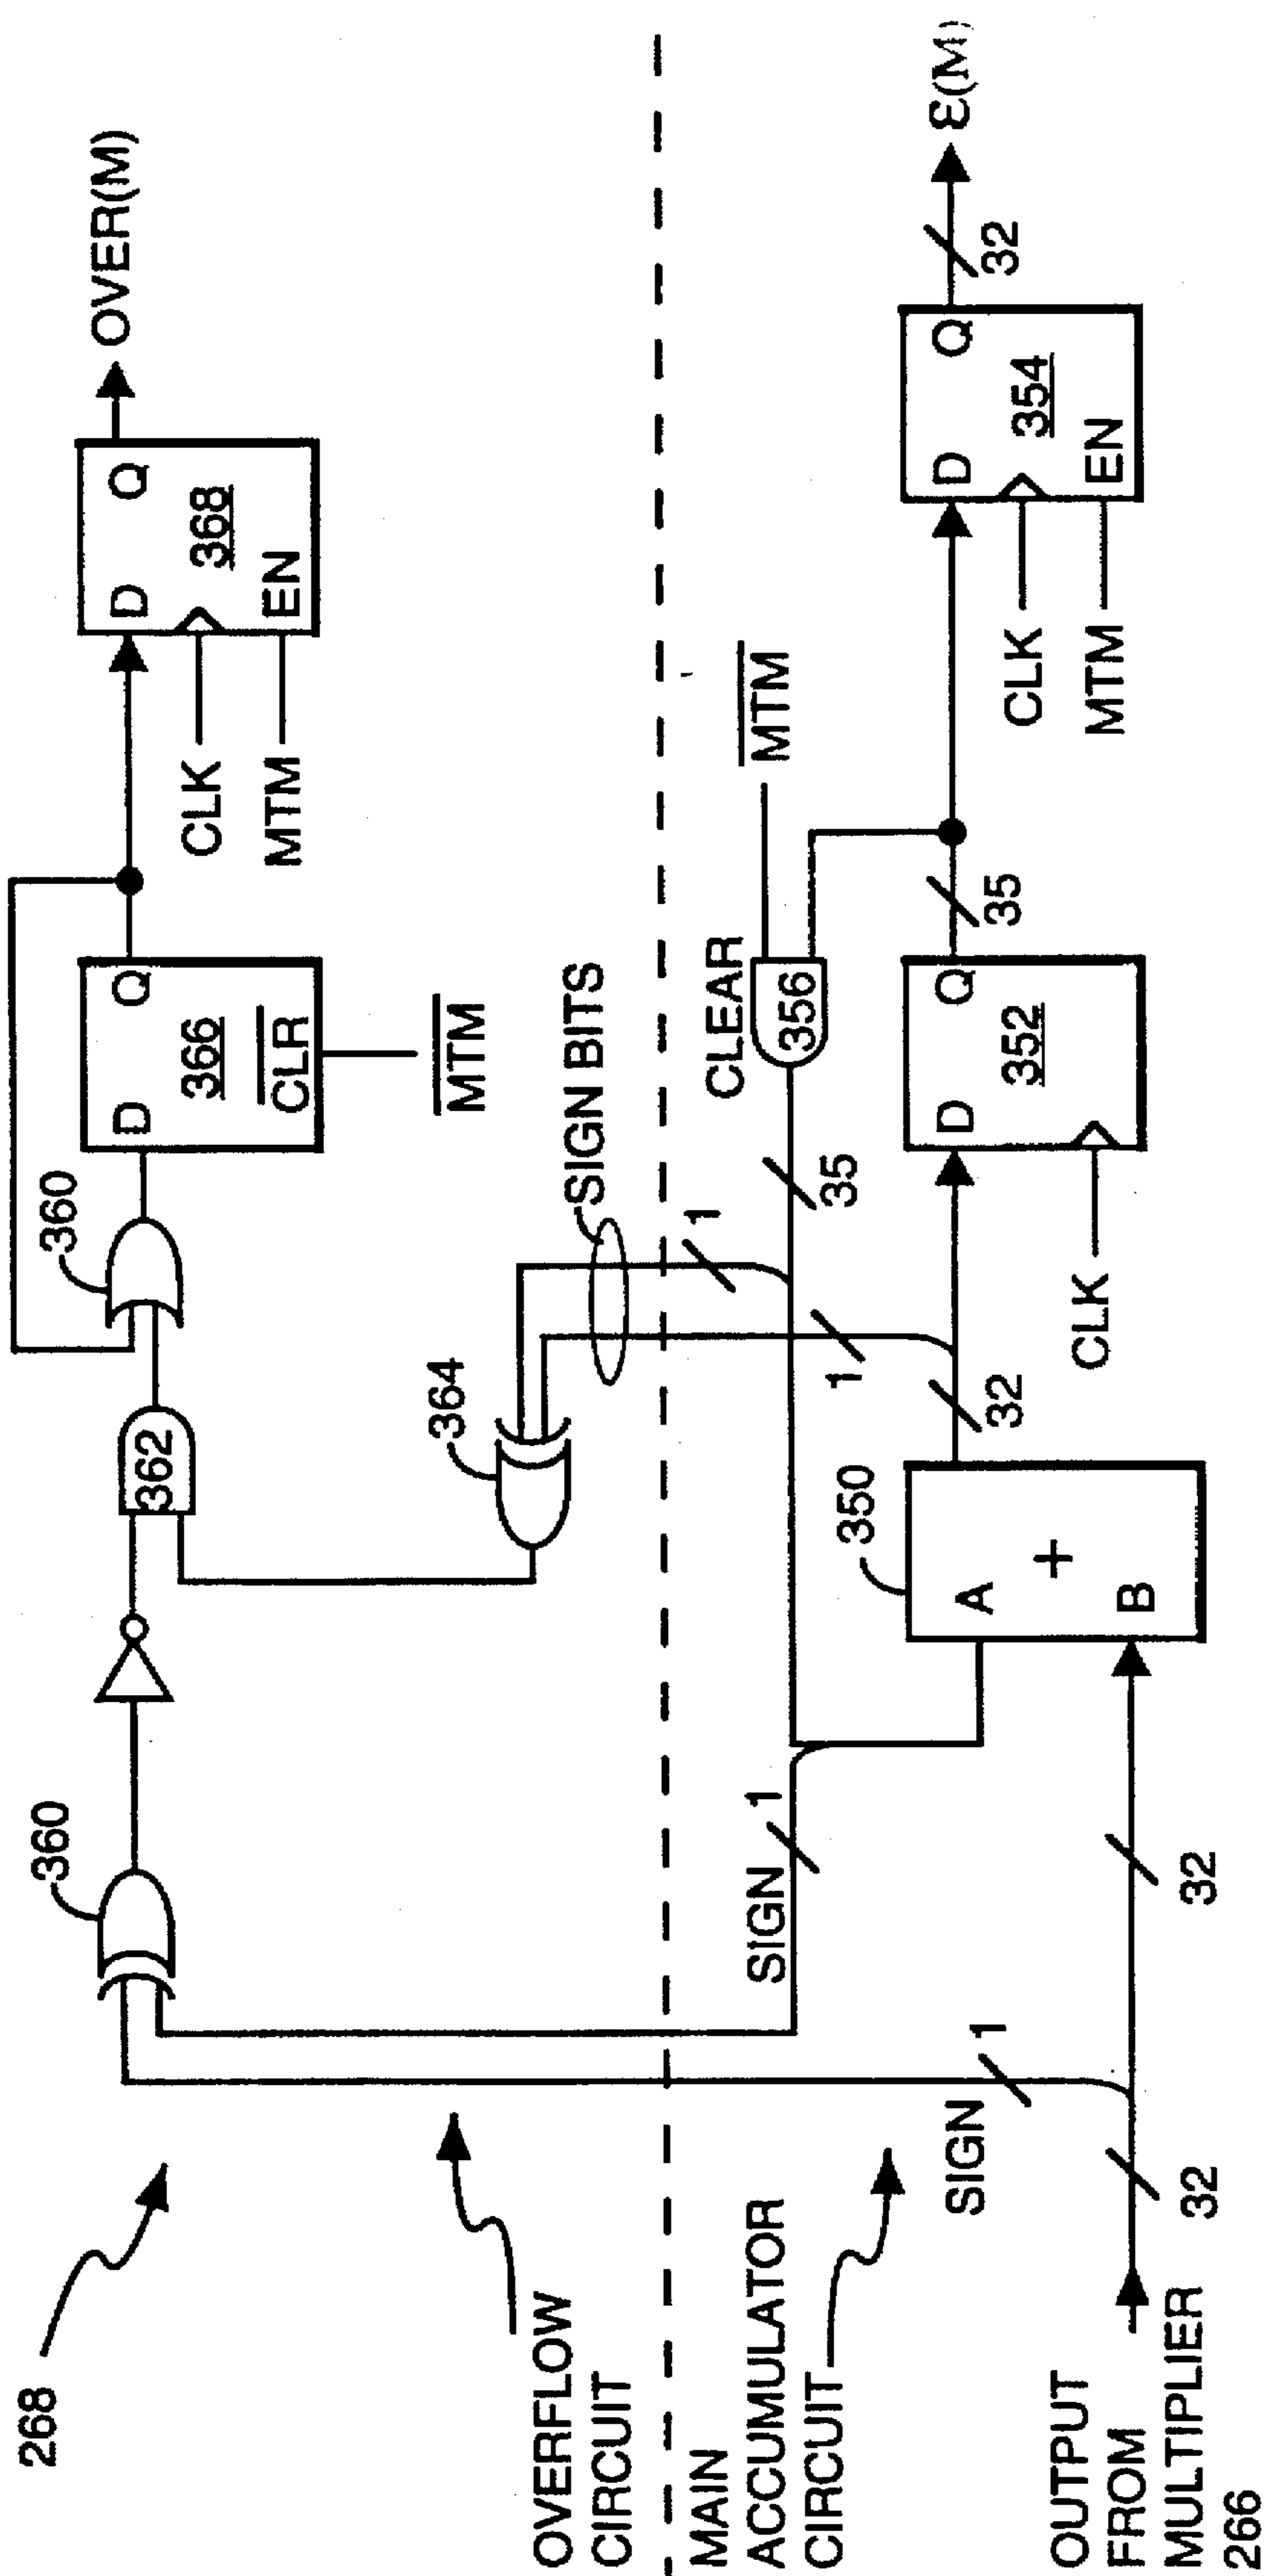 268
OVERFLOW
CIRCUIT
MAIN
ACCUMULATOR
CIRCUIT
OUTPUT
FROM
MULTIPLIER
266
360
362
360
D
Q
366
CLR
MTM
D
Q
368
EN
CLK
MTM
OVER(M)
364
SIGN BITS
1
1
SIGN
1
SIGN
1
32
32
350
A
+
B
32
35
CLEAR
356
MTM
D
Q
352
CLK
35
D
Q
354
EN
CLK
MTM
32
ε(M)